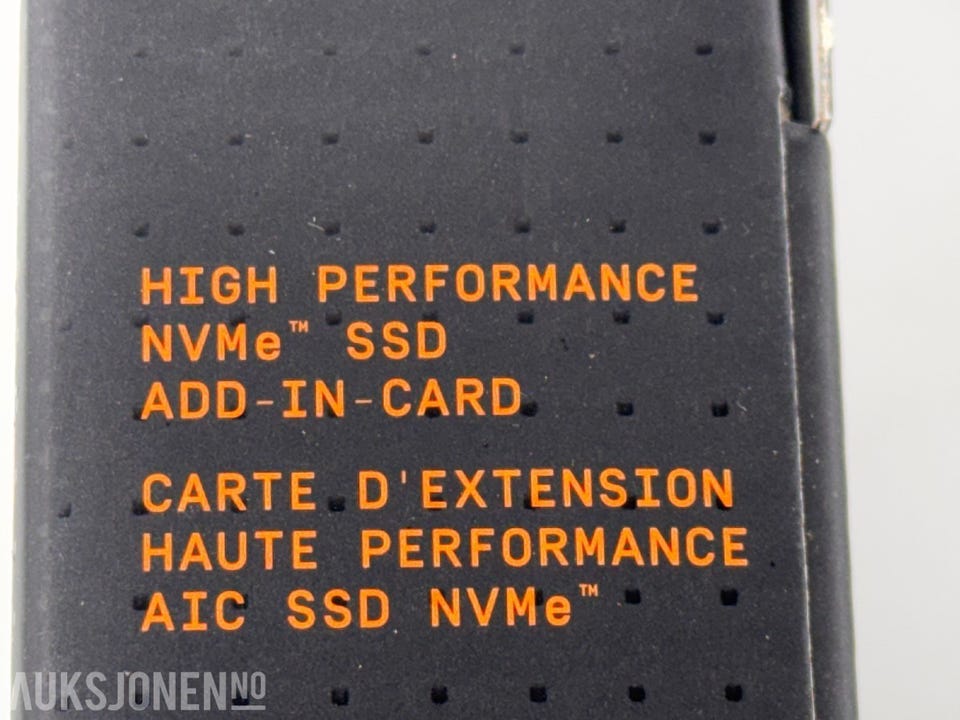 HIGH PERFORMANCE
NVMe™ SSD
ADD-IN-CARD
CARTE D'EXTENSION
HAUTE PERFORMANCE
AIC SSD NVMe™
AUKSJONEN.NO